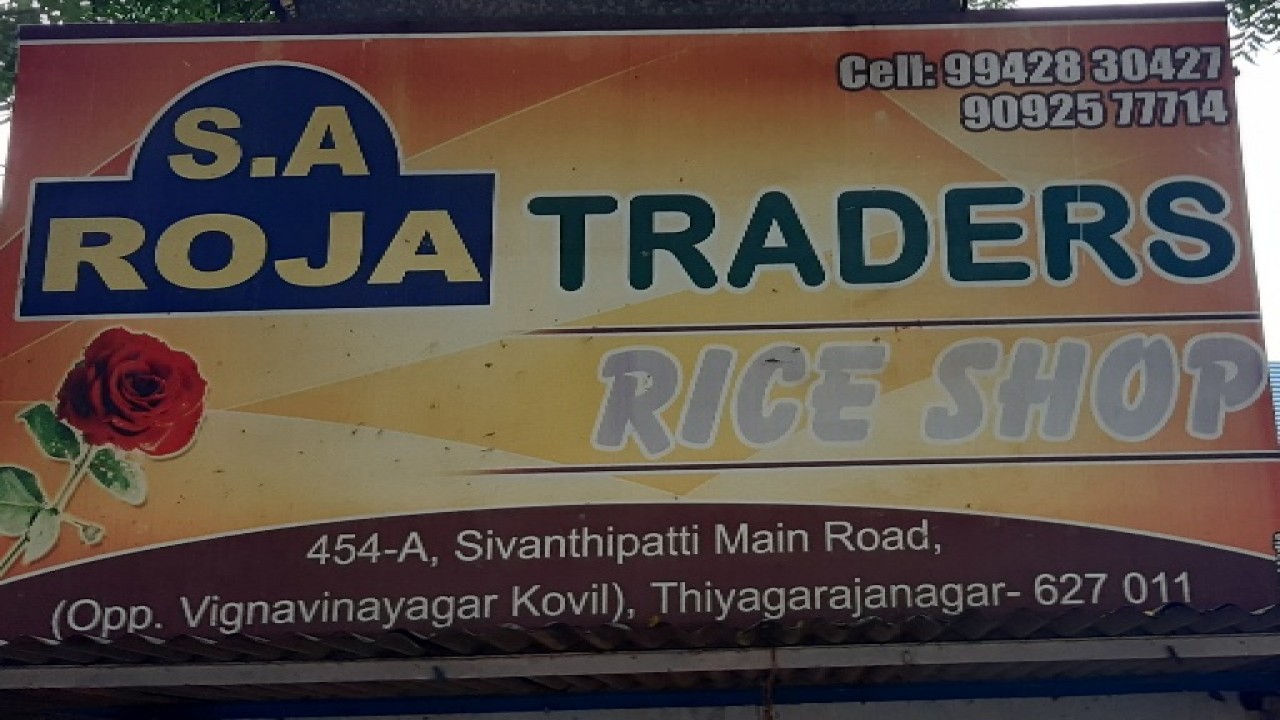 Cell: 99428 30427
90925 77714
S.A
ROJA
TRADERS
RICE SHOP
454-A, Sivanthipatti Main Road,
(Opp. Vignavinayagar Kovil), Thiyagarajanagar- 627 011